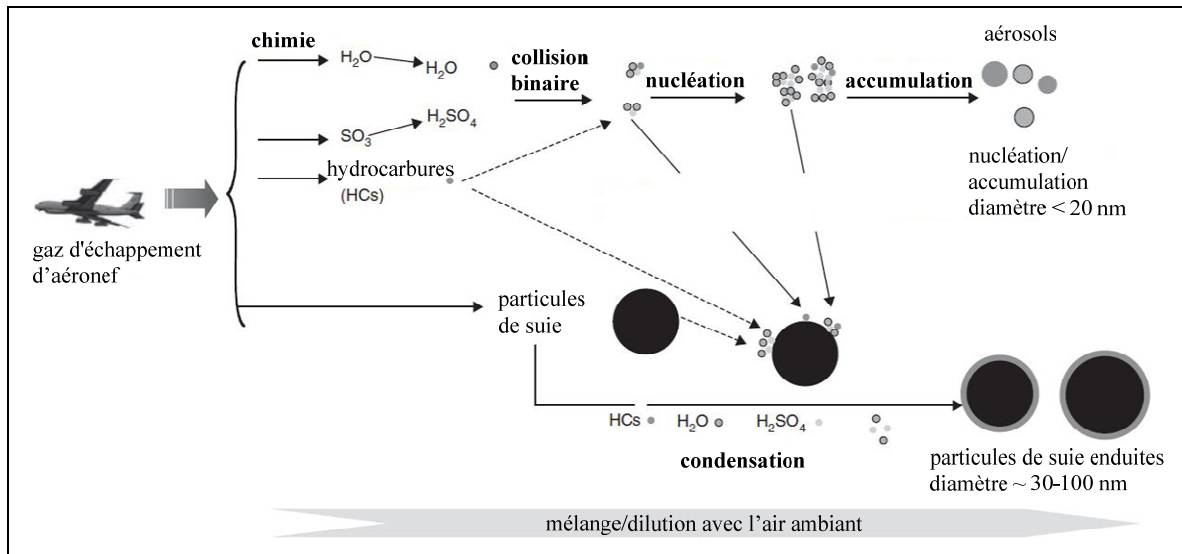 chimie
H₂O
H₂O
collision
binaire
nucléation
accumulation
aérosols
SO₃
H₂SO₄
hydrocarbures
(HCs)
nucléation/
accumulation
diamètre < 20 nm
gaz d'échappement
d’aéronef
particules
de suie
HCs
H₂O
H₂SO₄
condensation
particules de suie enduites
diamètre ~ 30-100 nm
mélange/dilution avec l’air ambiant